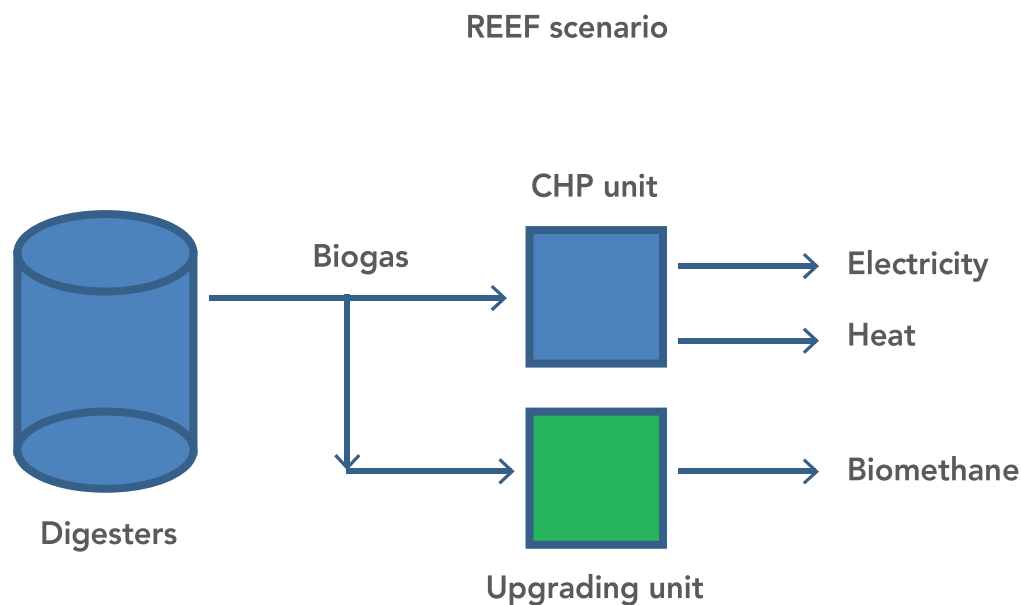 REEF scenario
CHP unit
Biogas
Electricity
Heat
Biomethane
Digesters
Upgrading unit